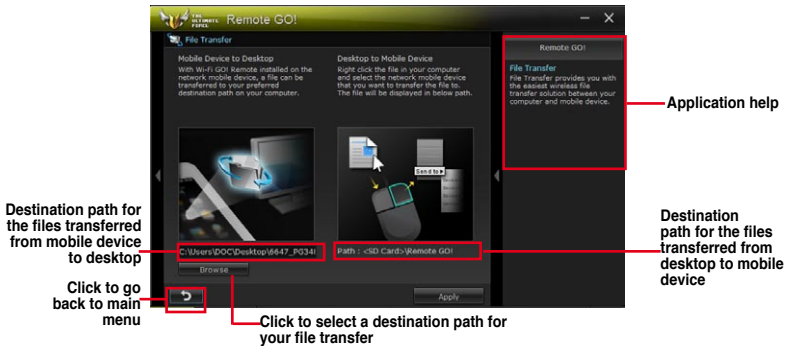 THE
ULTIMATE
FORCE
Remote GO!
File Transfer
Mobile Device to Desktop
With Wi-Fi GO! Remote installed on the
network mobile device, a file can be
transferred to your preferred
destination path on your computer.
Desktop to Mobile Device
Right click the file in your computer
and select the network mobile device
that you want to transfer the file to.
The file will be displayed in below path.
Send to
C:\Users\DOC\Desktop\6647_PG34
Path : <SD Card>\Remote GO!
Browse
Apply
Remote GO!
File Transfer
File Transfer provides you with
the easiest wireless file
transfer solution between your
computer and mobile device.
Application help
Destination path for
the files transferred
from mobile device
to desktop
Click to go
back to main
menu
Click to select a destination path for
your file transfer
Destination
path for the files
transferred from
desktop to mobile
device